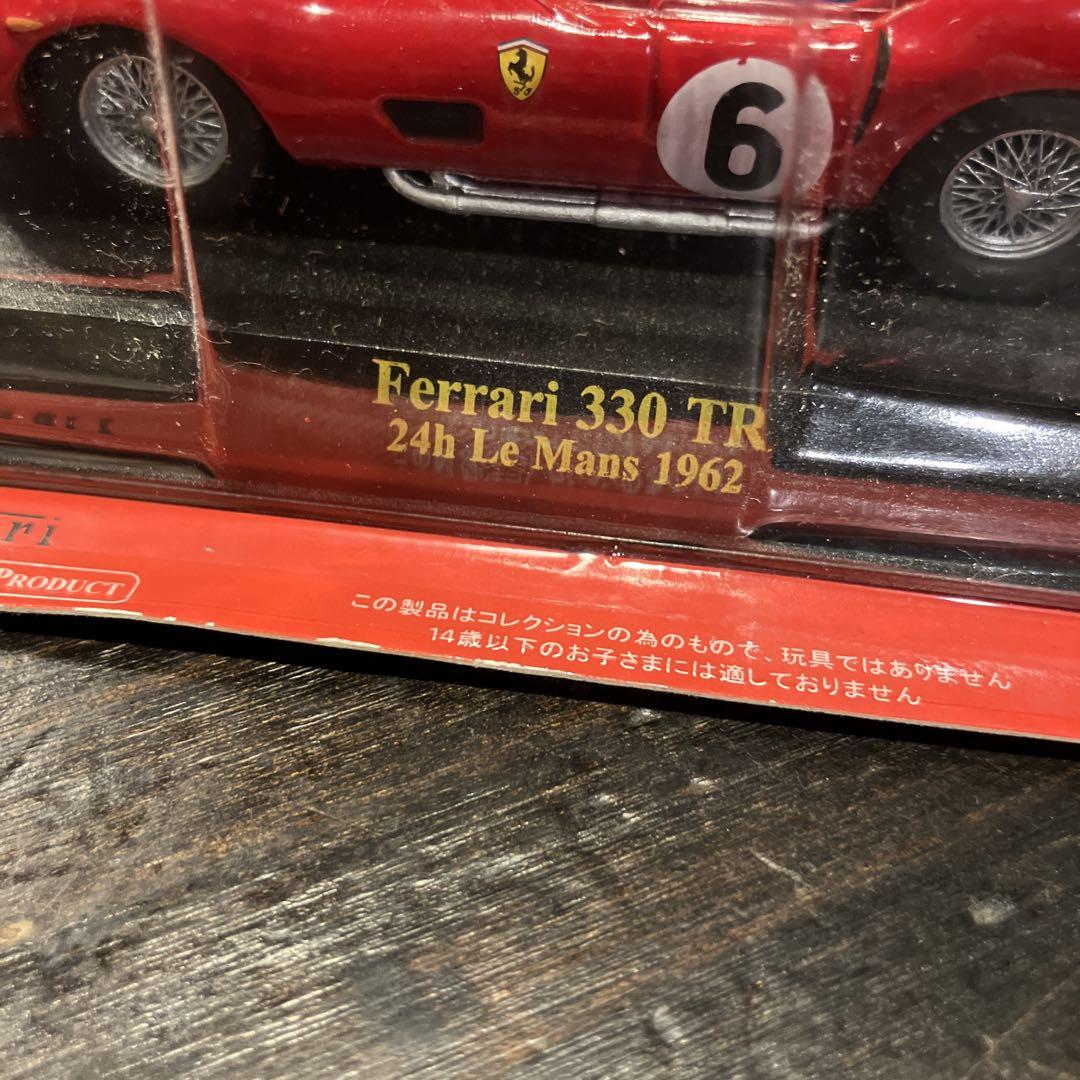 6
Ferrari 330 TR
24h Le Mans 1962
PRODUCT
この製品はコレクションの為のもので、玩具ではありません
14歳以下のお子さまには適しておりません